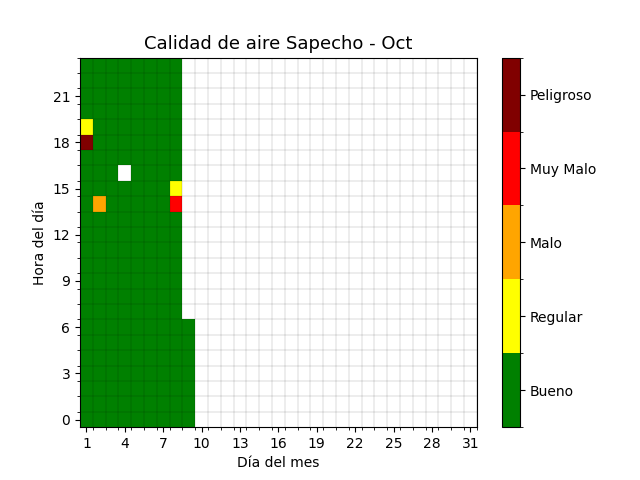 Calidad de aire Sapecho - Oct
Hora del día
21
18
15
12
9
6
3
0
1 4 7 10 13 16 19 22 25 28 31
Día del mes
Peligroso
Muy Malo
Malo
Regular
Bueno